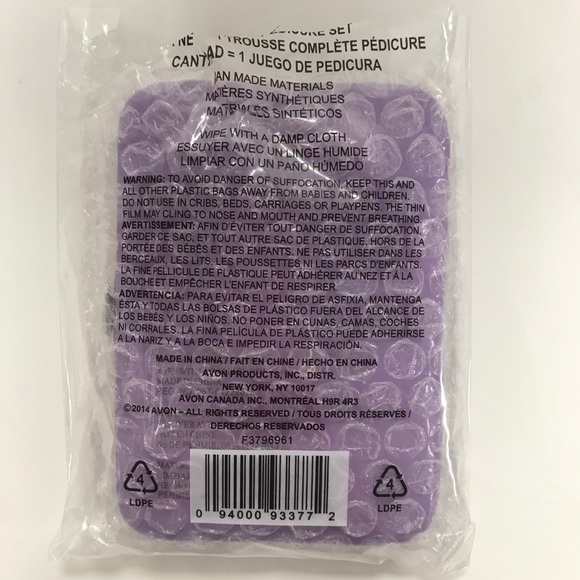 SET
TROUSSE COMPLÈTE PÉDICURE
= 1 JUEGO DE PEDICURA
MADE MATERIALS
SYNTHÉTIQUES
SINTÉTICOS
WIPE WITH A DAMP CLOTH
ESSUYER AVEC UN LINGE HUMIDE
LIMPIAR CON UN PAÑO HÚMEDO
WARNING: TO AVOID DANGER OF SUFFOCATION, KEEP THIS AND
ALL OTHER PLASTIC BAGS AWAY FROM BABIES AND CHILDREN.
DO NOT USE IN CRIBS, BEDS, CARRIAGES OR PLAYPENS. THE THIN
FILM MAY CLING TO NOSE AND MOUTH AND PREVENT BREATHING.
AVERTISSEMENT: AFIN D'ÉVITER TOUT DANGER DE SUFFOCATION,
GARDER CE SAC, ET TOUT AUTRE SAC DE PLASTIQUE, HORS DE LA
PORTÉE DES BÉBÉS ET DES ENFANTS. NE PAS UTILISER DANS LES
BERCEAUX, LES LITS, LES POUSSETTES NI LES PARCS D'ENFANTS.
LA FINE PELLICULE DE PLASTIQUE PEUT ADHÉRER AU NEZ ET À LA
BOUCHE ET EMPÊCHER L'ENFANT DE RESPIRER.
ADVERTENCIA: PARA EVITAR EL PELIGRO DE ASFIXIA, MANTENGA
ÉSTA Y TODAS LAS BOLSAS DE PLÁSTICO FUERA DEL ALCANCE DE
LOS BEBÉS Y LOS NIÑOS. NO PONER EN CUNAS, CAMAS, COCHES
NI CORRALES. LA FINA PELÍCULA DE PLÁSTICO PUEDE ADHERIRSE
A LA NARIZ Y A LA BOCA E IMPEDIR LA RESPIRACIÓN.
MADE IN CHINA / FAIT EN CHINE / HECHO EN CHINA
AVON PRODUCTS, INC., DISTR.
NEW YORK, NY 10017
AVON CANADA INC., MONTRÉAL H9R 4R3
©2014 AVON – ALL RIGHTS RESERVED / TOUS DROITS RÉSERVÉS /
DERECHOS RESERVADOS
F3796961
4
LDPE
0 94000 93377 2
4
LDPE